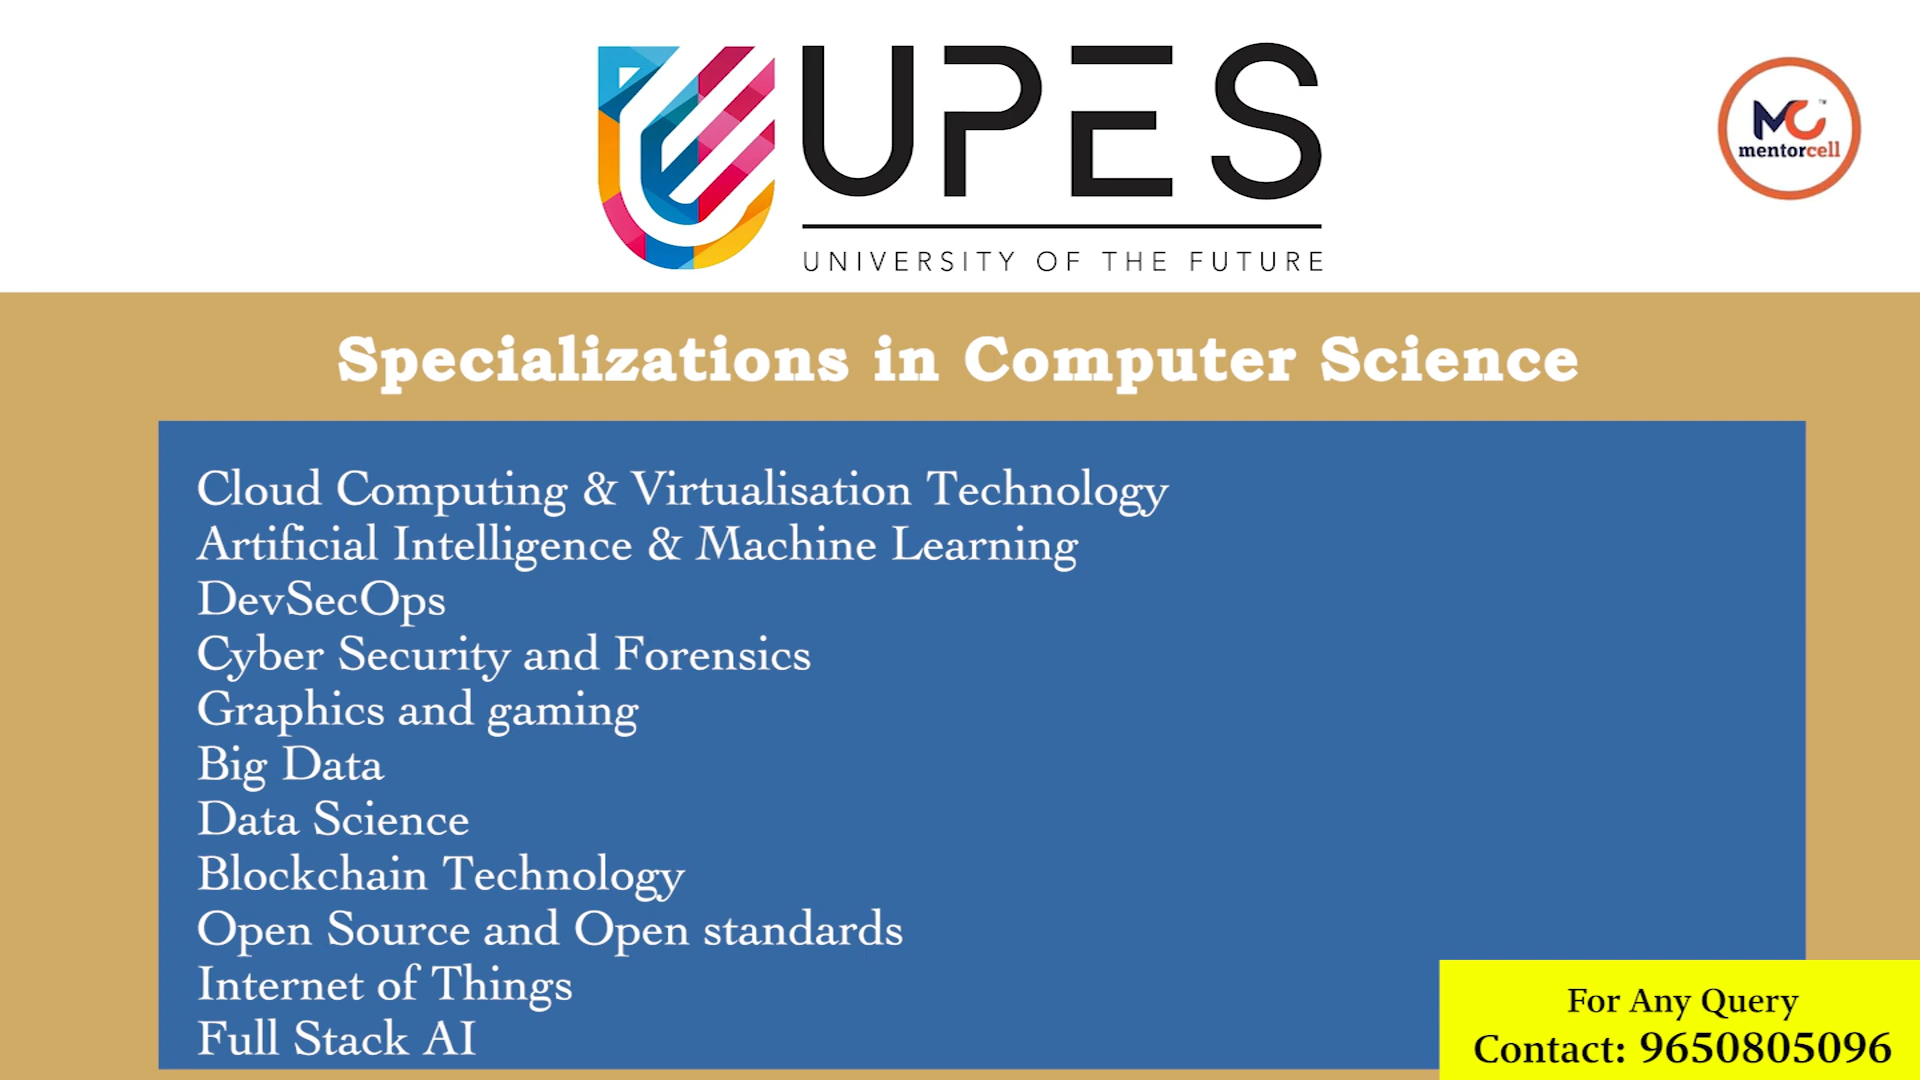 UPES
UNIVERSITY OF THE FUTURE
MC™
mentorcell
Specializations in Computer Science
Cloud Computing & Virtualisation Technology
Artificial Intelligence & Machine Learning
DevSecOps
Cyber Security and Forensics
Graphics and gaming
Big Data
Data Science
Blockchain Technology
Open Source and Open standards
Internet of Things
Full Stack AI
For Any Query
Contact: 9650805096